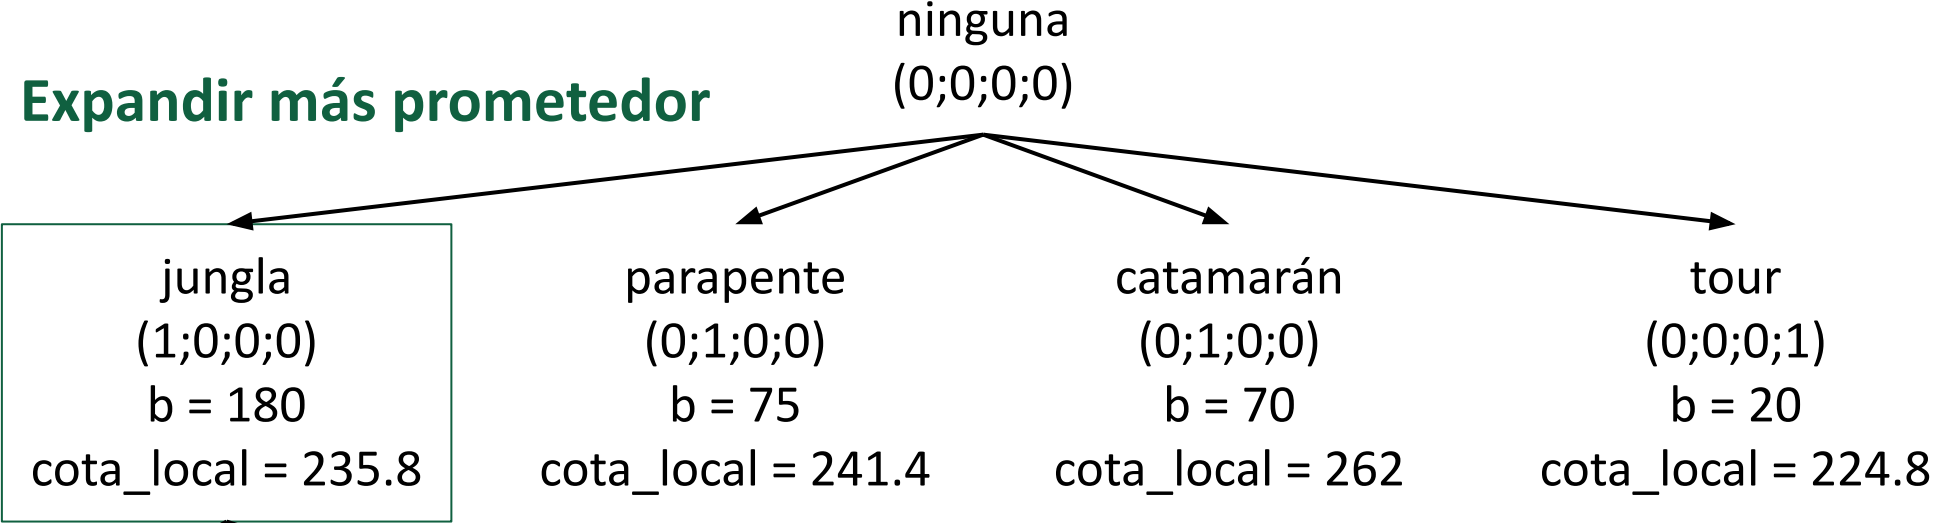 ninguna
(0;0;0;0)
Expandir más prometedor
jungla
(1;0;0;0)
b = 180
cota_local = 235.8
parapente
(0;1;0;0)
b = 75
cota_local = 241.4
catamarán
(0;1;0;0)
b = 70
cota_local = 262
tour
(0;0;0;1)
b = 20
cota_local = 224.8